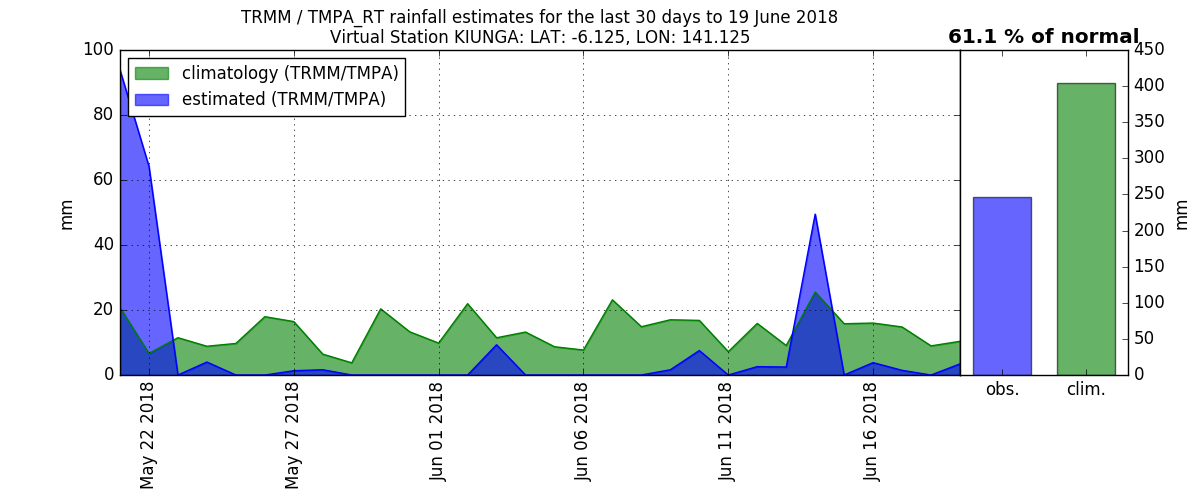 TRMM / TMPA_RT rainfall estimates for the last 30 days to 19 June 2018
Virtual Station KIUNGA: LAT: -6.125, LON: 141.125
61.1 % of normal
climatology (TRMM/TMPA)
estimated (TRMM/TMPA)
mm
100
80
60
40
20
0
May 22 2018
May 27 2018
Jun 01 2018
Jun 06 2018
Jun 11 2018
Jun 16 2018
obs.
clim.
450
400
350
300
250
200
150
100
50
0
mm